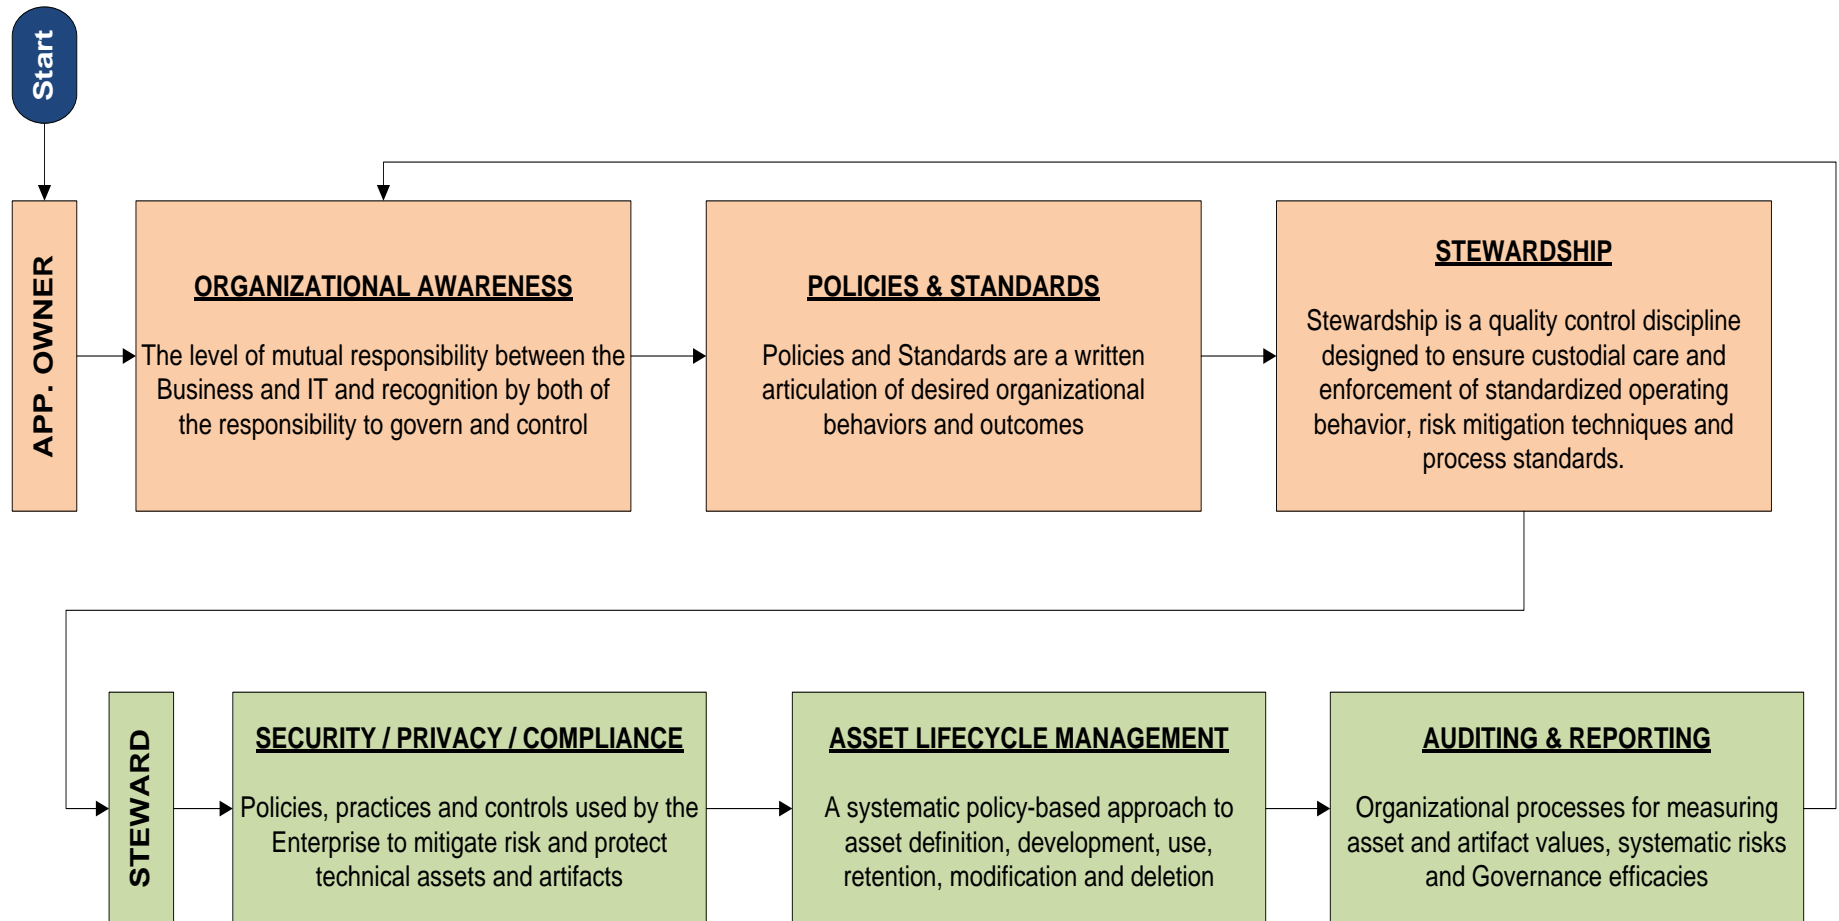 Start
APP. OWNER
ORGANIZATIONAL AWARENESS
The level of mutual responsibility between the
Business and IT and recognition by both of
the responsibility to govern and control
POLICIES & STANDARDS
Policies and Standards are a written
articulation of desired organizational
behaviors and outcomes
STEWARDSHIP
Stewardship is a quality control discipline
designed to ensure custodial care and
enforcement of standardized operating
behavior, risk mitigation techniques and
process standards.
STEWARD
SECURITY / PRIVACY / COMPLIANCE
Policies, practices and controls used by the
Enterprise to mitigate risk and protect
technical assets and artifacts
ASSET LIFECYCLE MANAGEMENT
A systematic policy-based approach to
asset definition, development, use,
retention, modification and deletion
AUDITING & REPORTING
Organizational processes for measuring
asset and artifact values, systematic risks
and Governance efficacies